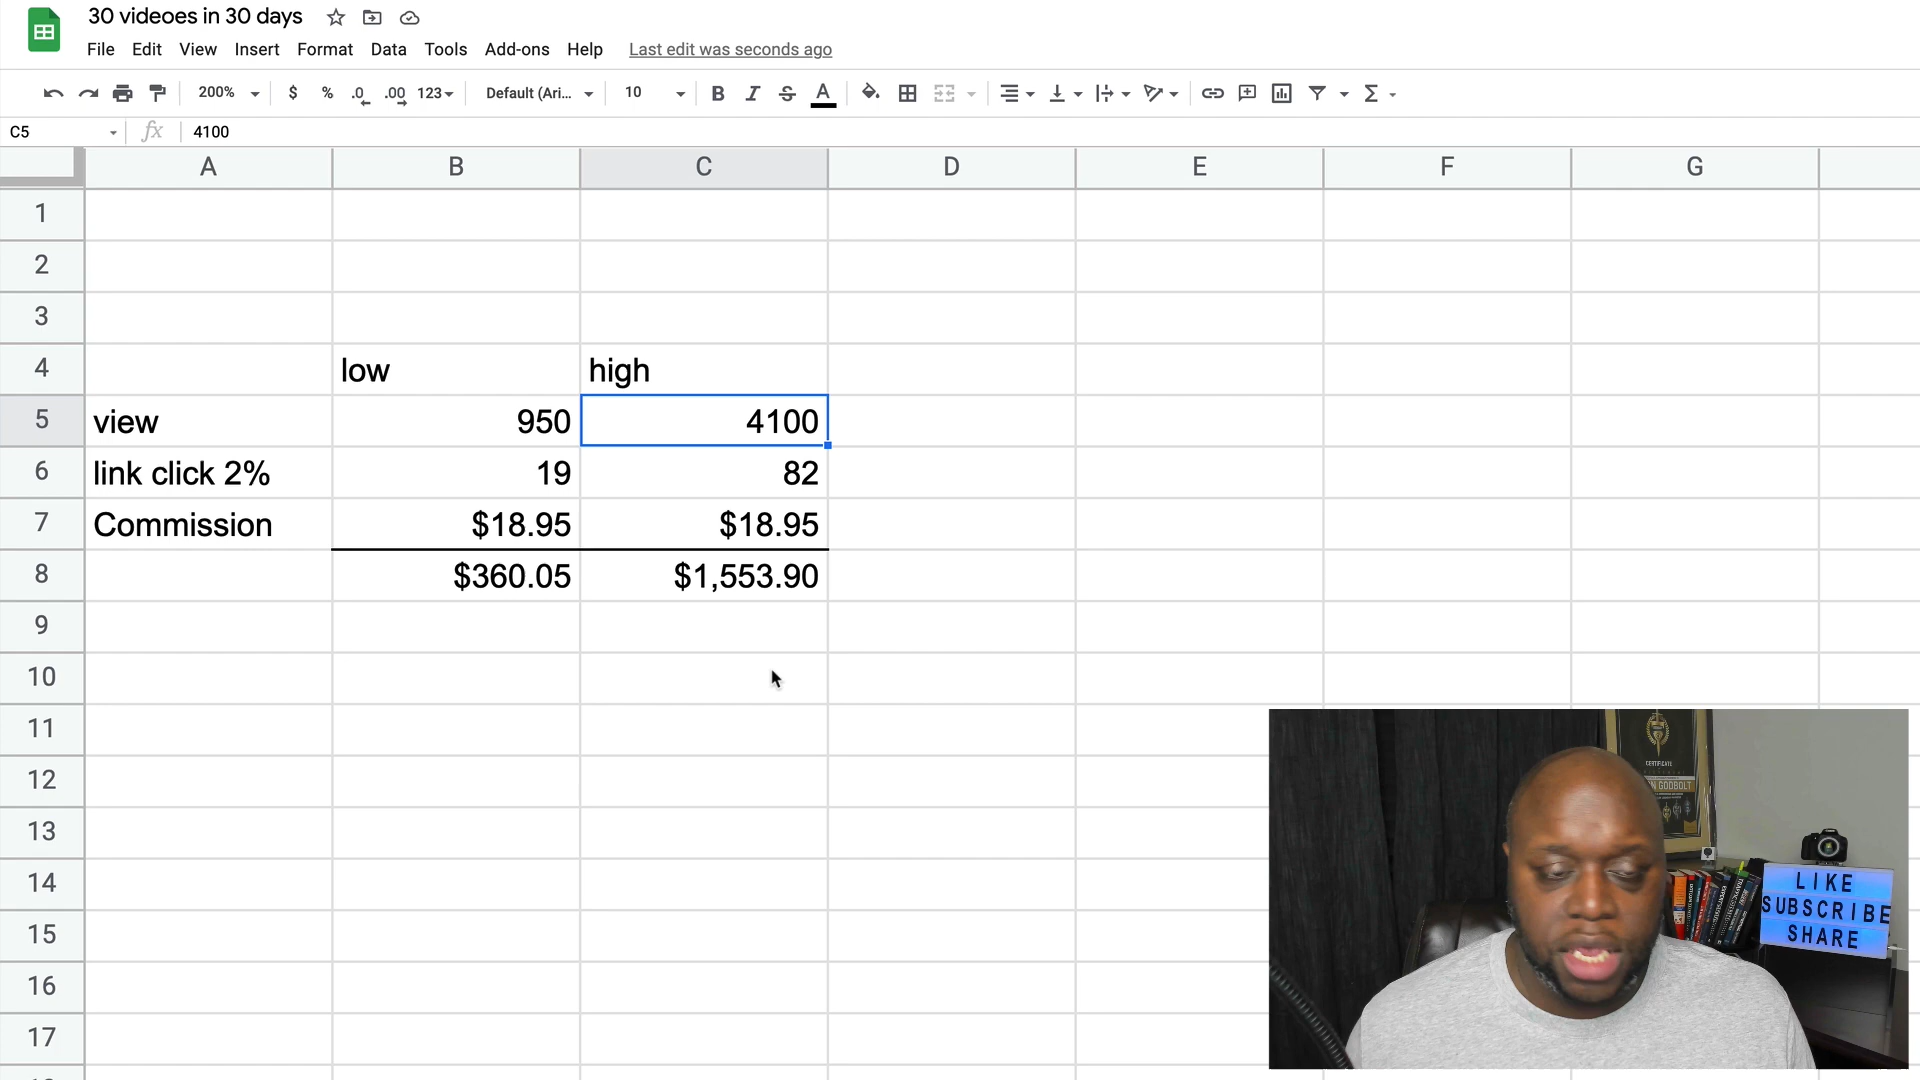 30 videoes in 30 days
File Edit View Insert Format Data Tools Add-ons Help Last edit was seconds ago
200% $ % .0 .00 123 Default (Ari... 10 B I S A Σ
C5 fx 4100
A B C D E F G
1
2
3
4 low high
5 view 950 4100
6 link click 2% 19 82
7 Commission $18.95 $18.95
8 $360.05 $1,553.90
9
10
11
12
13
14
15
16
17
CERTIFICATE
N GODBOLT
LIKE
SUBSCRIBE
SHARE